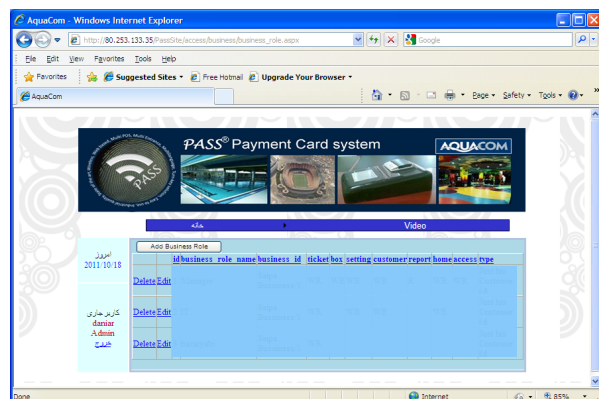 AquaCom - Windows Internet Explorer
http://80.253.133.35/PassSite/access/business/business_role.aspx
Google
File Edit View Favorites Tools Help
Favorites Suggested Sites Free Hotmail Upgrade Your Browser
AquaCom
Page Safety Tools
PASS® Payment Card system
AQUACOM
PASS
خانه Video
امروز
2011/10/18
Add Business Role
id business_role_name business_id ticket box setting customer report home access type
Delete Edit
Delete Edit
Delete Edit
کاربر جاری
daniar
Admin
خروج
Done Internet 85%